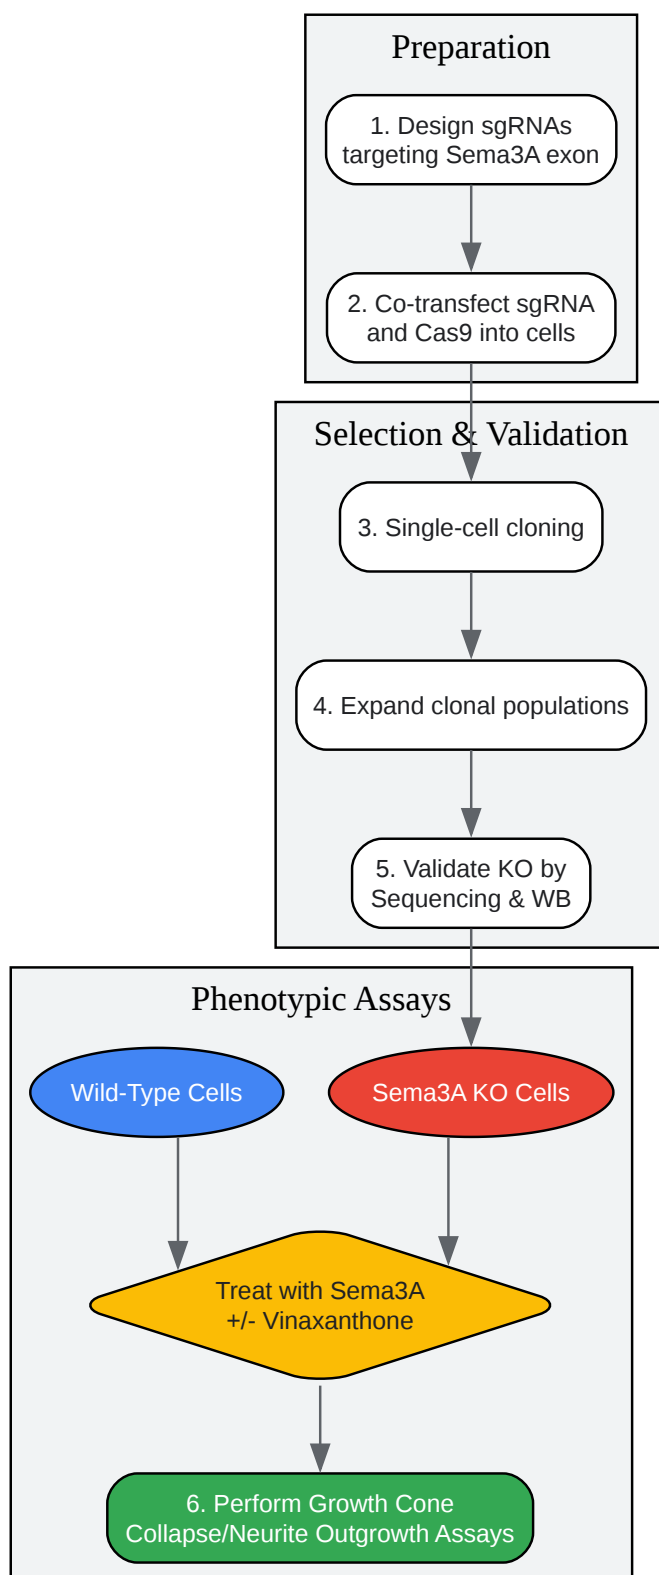 Preparation
1. Design sgRNAs
targeting Sema3A exon
2. Co-transfect sgRNA
and Cas9 into cells
Selection & Validation
3. Single-cell cloning
4. Expand clonal populations
5. Validate KO by
Sequencing & WB
Phenotypic Assays
Wild-Type Cells
Sema3A KO Cells
Treat with Sema3A
+/- Vinaxanthone
6. Perform Growth Cone
Collapse/Neurite Outgrowth Assays